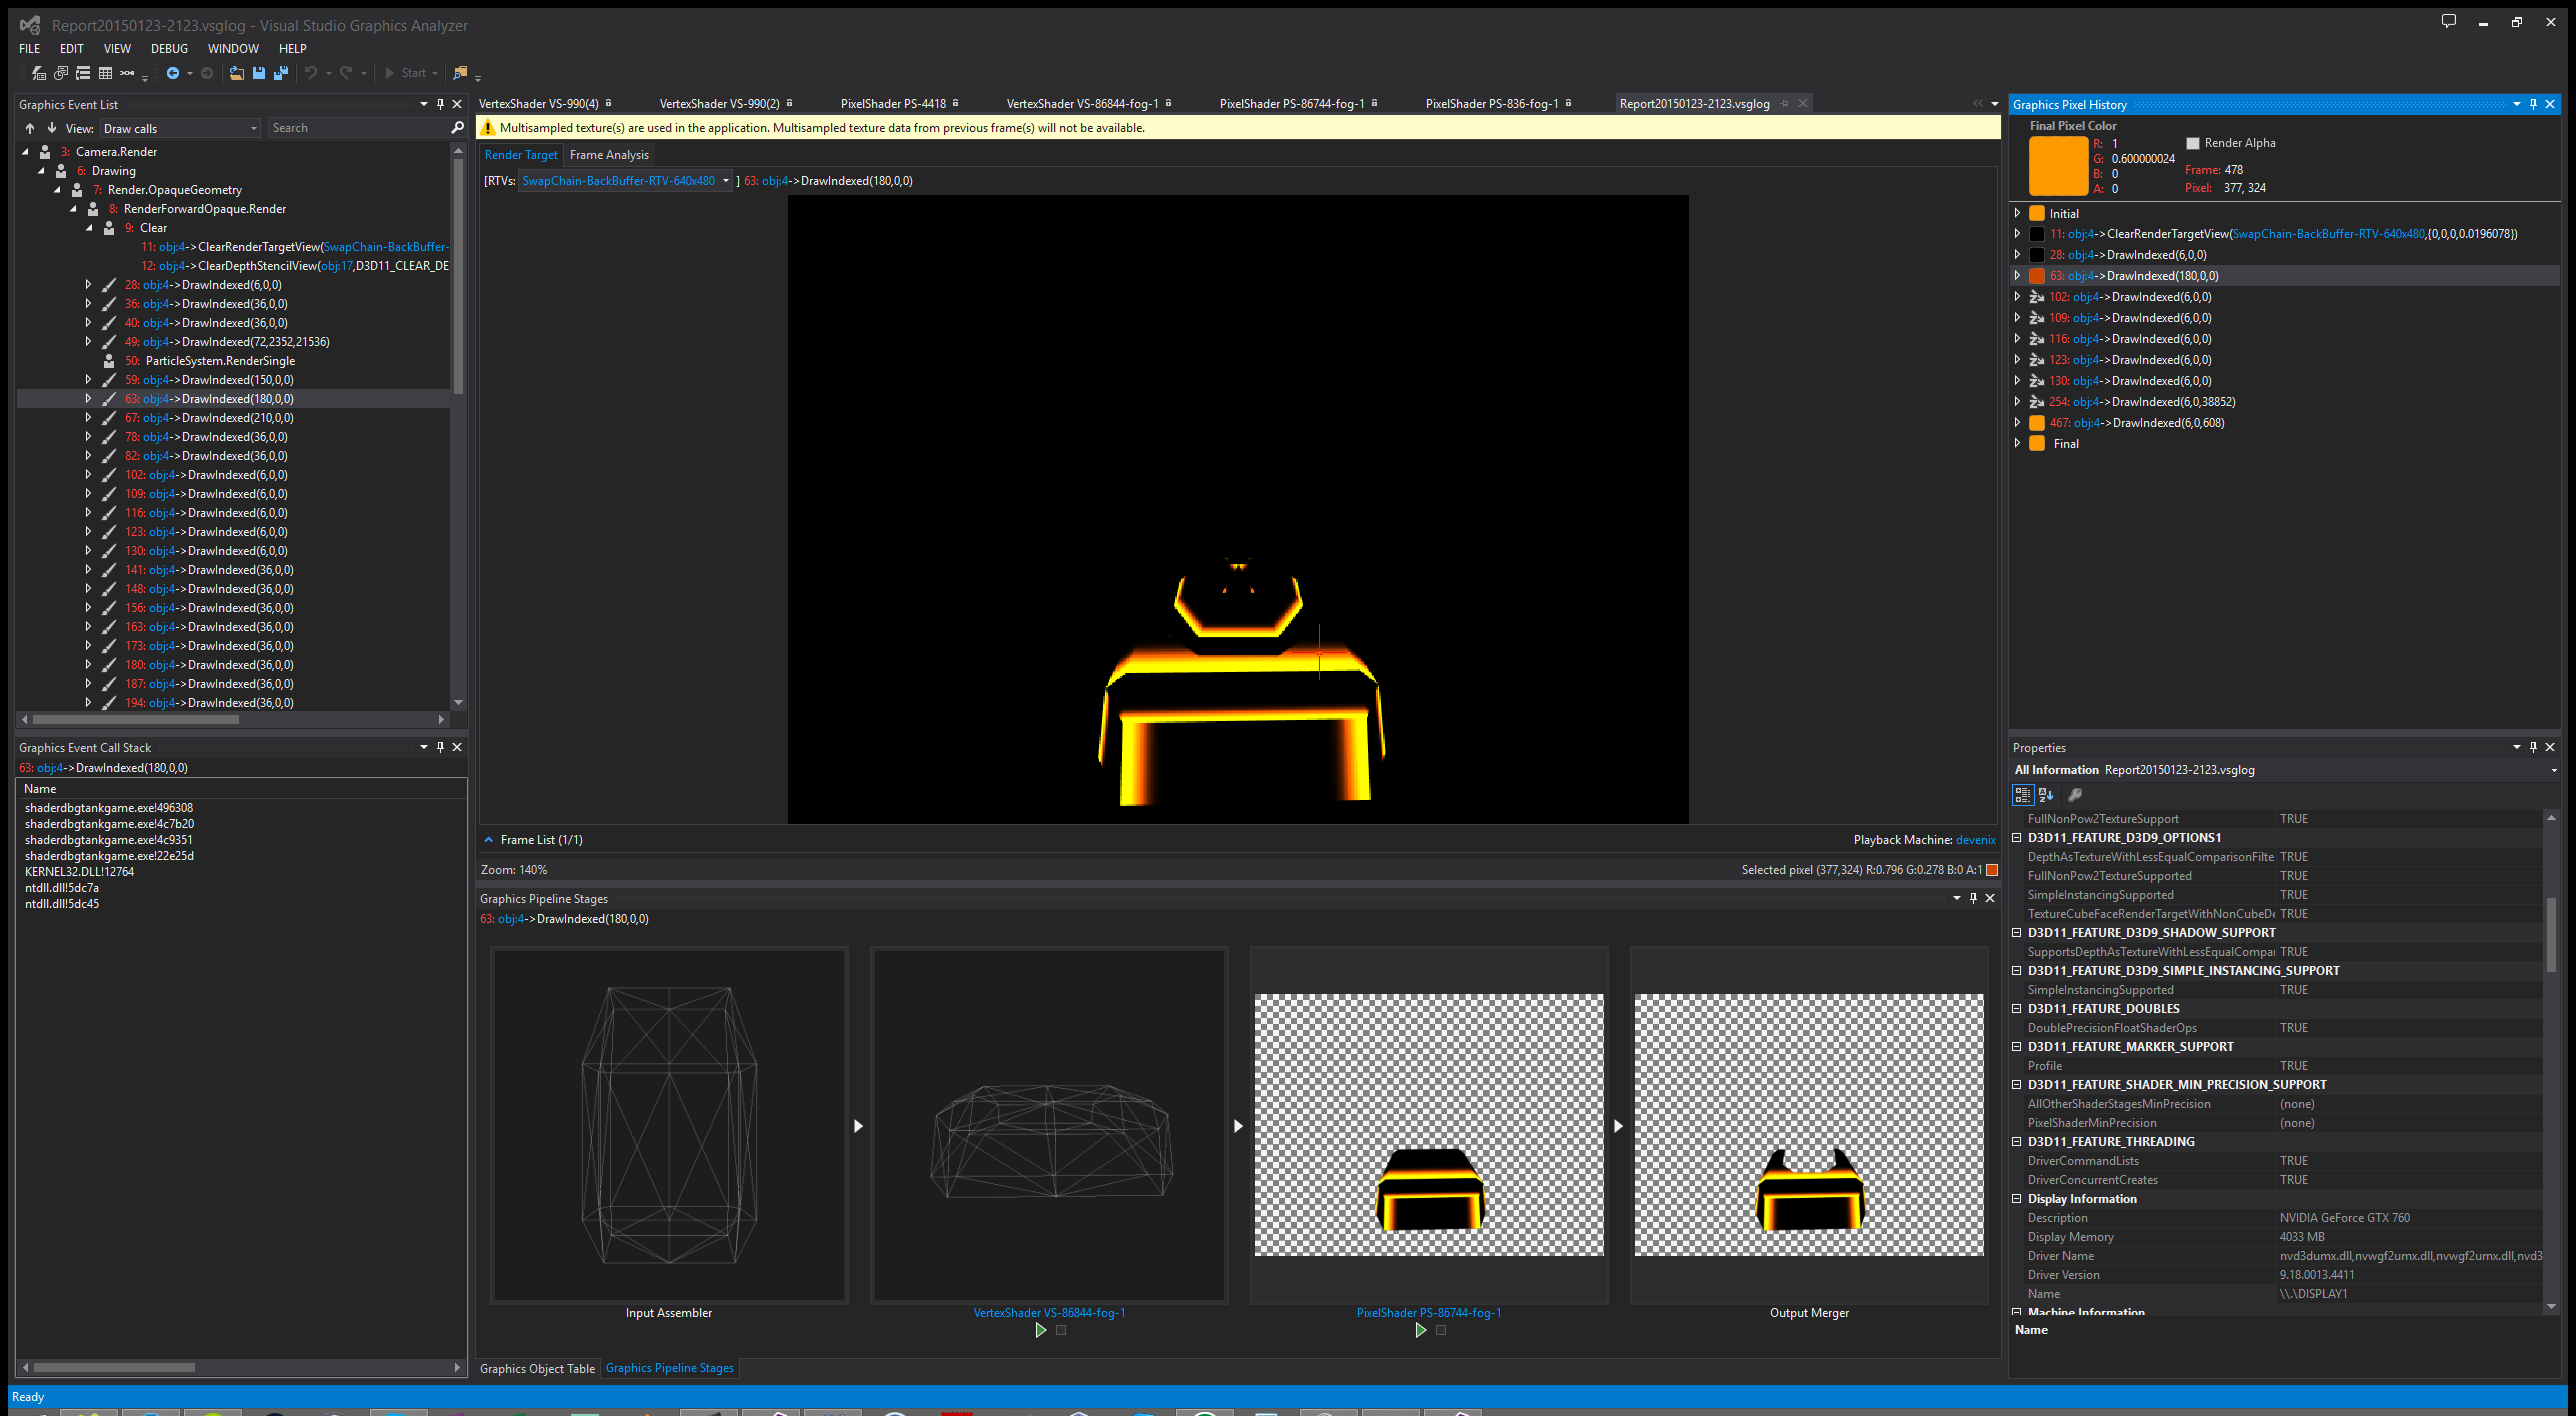 Report20150123-2123.vsglog - Visual Studio Graphics Analyzer
FILE EDIT VIEW DEBUG WINDOW HELP
Start
Graphics Event List
View: Draw calls Search
3: Camera.Render
6: Drawing
7: Render.OpaqueGeometry
8: RenderForwardOpaque.Render
9: Clear
11: obj:4->ClearRenderTargetView(SwapChain-BackBuffer-
12: obj:4->ClearDepthStencilView(obj:17,D3D11_CLEAR_DE
28: obj:4->DrawIndexed(6,0,0)
36: obj:4->DrawIndexed(36,0,0)
40: obj:4->DrawIndexed(36,0,0)
49: obj:4->DrawIndexed(72,2352,21536)
50: ParticleSystem.RenderSingle
59: obj:4->DrawIndexed(150,0,0)
63: obj:4->DrawIndexed(180,0,0)
67: obj:4->DrawIndexed(210,0,0)
78: obj:4->DrawIndexed(36,0,0)
82: obj:4->DrawIndexed(36,0,0)
102: obj:4->DrawIndexed(6,0,0)
109: obj:4->DrawIndexed(6,0,0)
116: obj:4->DrawIndexed(6,0,0)
123: obj:4->DrawIndexed(6,0,0)
130: obj:4->DrawIndexed(6,0,0)
141: obj:4->DrawIndexed(36,0,0)
148: obj:4->DrawIndexed(36,0,0)
156: obj:4->DrawIndexed(36,0,0)
163: obj:4->DrawIndexed(36,0,0)
173: obj:4->DrawIndexed(36,0,0)
180: obj:4->DrawIndexed(36,0,0)
187: obj:4->DrawIndexed(36,0,0)
194: obj:4->DrawIndexed(36,0,0)
Graphics Event Call Stack
63: obj:4->DrawIndexed(180,0,0)
Name
shaderdbgtankgame.exe!496308
shaderdbgtankgame.exe!4c7b20
shaderdbgtankgame.exe!4c9351
shaderdbgtankgame.exe!22e25d
KERNEL32.DLL!12764
ntdll.dll!5dc7a
ntdll.dll!5dc45
VertexShader VS-990(4) VertexShader VS-990(2) PixelShader PS-4418 VertexShader VS-86844-fog-1 PixelShader PS-86744-fog-1 PixelShader PS-836-fog-1 Report20150123-2123.vsglog
Multisampled texture(s) are used in the application. Multisampled texture data from previous frame(s) will not be available.
Render Target Frame Analysis
[RTVs: SwapChain-BackBuffer-RTV-640x480 ] 63: obj:4->DrawIndexed(180,0,0)
Frame List (1/1) Playback Machine: devenix
Zoom: 140% Selected pixel (377,324) R:0.796 G:0.278 B:0 A:1
Graphics Pipeline Stages
63: obj:4->DrawIndexed(180,0,0)
Input Assembler VertexShader VS-86844-fog-1 PixelShader PS-86744-fog-1 Output Merger
Graphics Object Table Graphics Pipeline Stages
Graphics Pixel History
Final Pixel Color
R: 1 Render Alpha
G: 0.600000024
B: 0 Frame: 478
A: 0 Pixel: 377, 324
Initial
11: obj:4->ClearRenderTargetView(SwapChain-BackBuffer-RTV-640x480,{0,0,0,0.0196078})
28: obj:4->DrawIndexed(6,0,0)
63: obj:4->DrawIndexed(180,0,0)
102: obj:4->DrawIndexed(6,0,0)
109: obj:4->DrawIndexed(6,0,0)
116: obj:4->DrawIndexed(6,0,0)
123: obj:4->DrawIndexed(6,0,0)
130: obj:4->DrawIndexed(6,0,0)
254: obj:4->DrawIndexed(6,0,38852)
467: obj:4->DrawIndexed(6,0,608)
Final
Properties
All Information Report20150123-2123.vsglog
FullNonPow2TextureSupport TRUE
D3D11_FEATURE_D3D9_OPTIONS1
DepthAsTextureWithLessEqualComparisonFilte TRUE
FullNonPow2TextureSupported TRUE
SimpleInstancingSupported TRUE
TextureCubeFaceRenderTargetWithNonCubeDe TRUE
D3D11_FEATURE_D3D9_SHADOW_SUPPORT
SupportsDepthAsTextureWithLessEqualCompar TRUE
D3D11_FEATURE_D3D9_SIMPLE_INSTANCING_SUPPORT
SimpleInstancingSupported TRUE
D3D11_FEATURE_DOUBLES
DoublePrecisionFloatShaderOps TRUE
D3D11_FEATURE_MARKER_SUPPORT
Profile TRUE
D3D11_FEATURE_SHADER_MIN_PRECISION_SUPPORT
AllOtherShaderStagesMinPrecision (none)
PixelShaderMinPrecision (none)
D3D11_FEATURE_THREADING
DriverCommandLists TRUE
DriverConcurrentCreates TRUE
Display Information
Description NVIDIA GeForce GTX 760
Display Memory 4033 MB
Driver Name nvd3dumx.dll,nvwgf2umx.dll,nvwgf2umx.dll,nvd3
Driver Version 9.18.0013.4411
Name \\.\DISPLAY1
Machine Information
Name
Ready